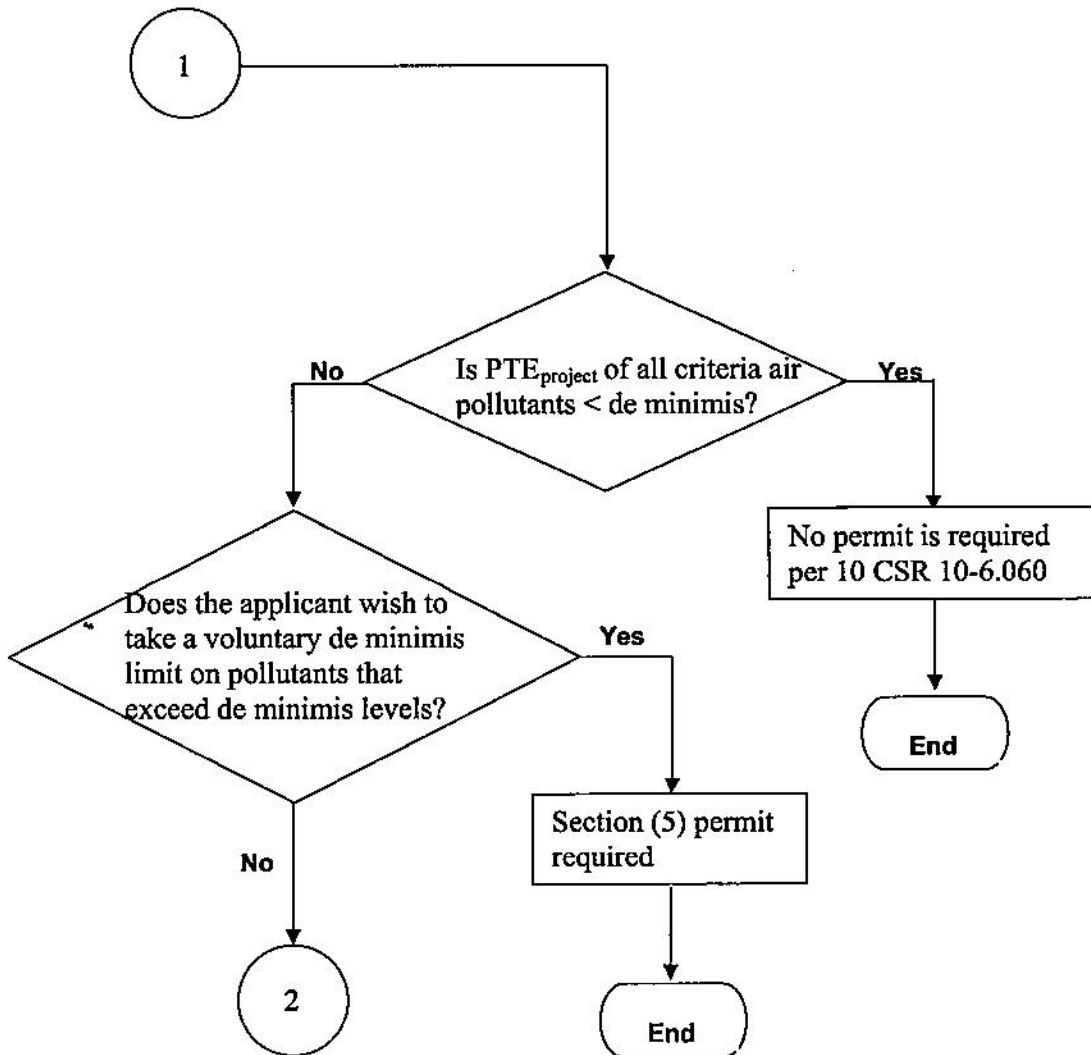 1
Is PTEproject of all criteria air
pollutants < de minimis?
No
Yes
No permit is required
per 10 CSR 10-6.060
End
Does the applicant wish to
take a voluntary de minimis
limit on pollutants that
exceed de minimis levels?
Yes
No
Section (5) permit
required
End
2